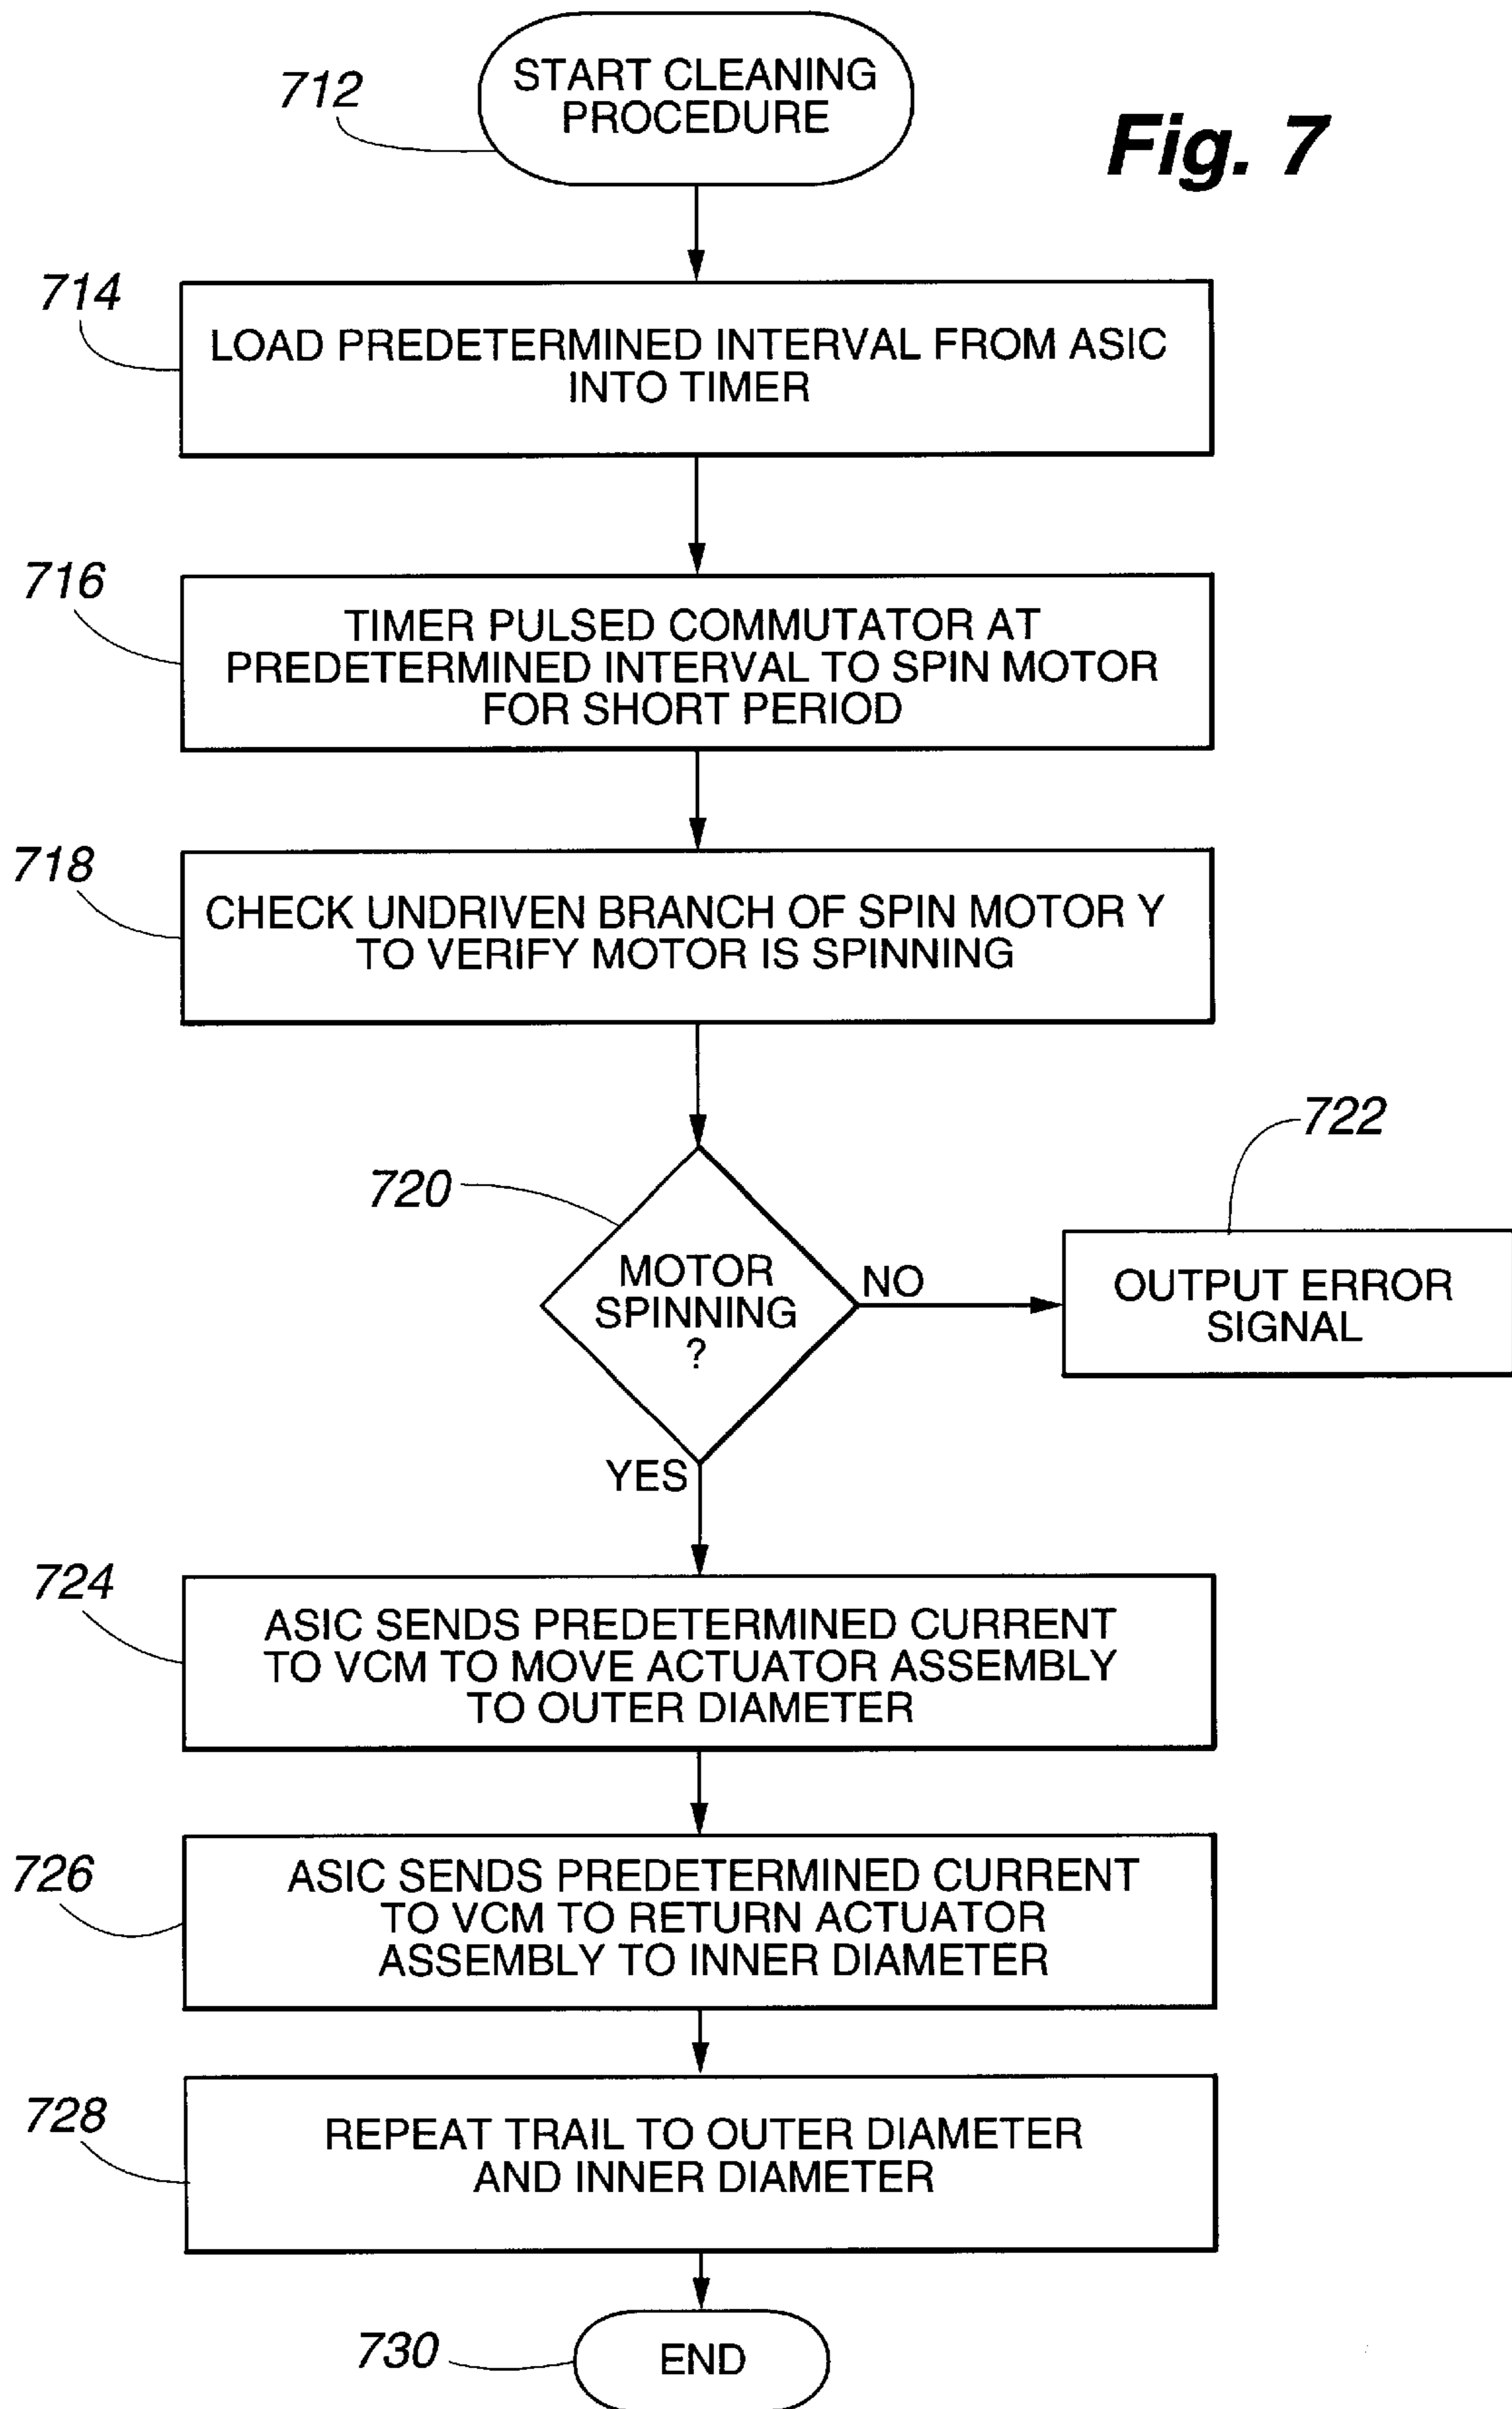 712
START CLEANING
PROCEDURE
Fig. 7
714
LOAD PREDETERMINED INTERVAL FROM ASIC
INTO TIMER
716
TIMER PULSED COMMUTATOR AT
PREDETERMINED INTERVAL TO SPIN MOTOR
FOR SHORT PERIOD
718
CHECK UNDRIVEN BRANCH OF SPIN MOTOR Y
TO VERIFY MOTOR IS SPINNING
720
MOTOR
SPINNING
?
NO
722
OUTPUT ERROR
SIGNAL
YES
724
ASIC SENDS PREDETERMINED CURRENT
TO VCM TO MOVE ACTUATOR ASSEMBLY
TO OUTER DIAMETER
726
ASIC SENDS PREDETERMINED CURRENT
TO VCM TO RETURN ACTUATOR
ASSEMBLY TO INNER DIAMETER
728
REPEAT TRAIL TO OUTER DIAMETER
AND INNER DIAMETER
730
END